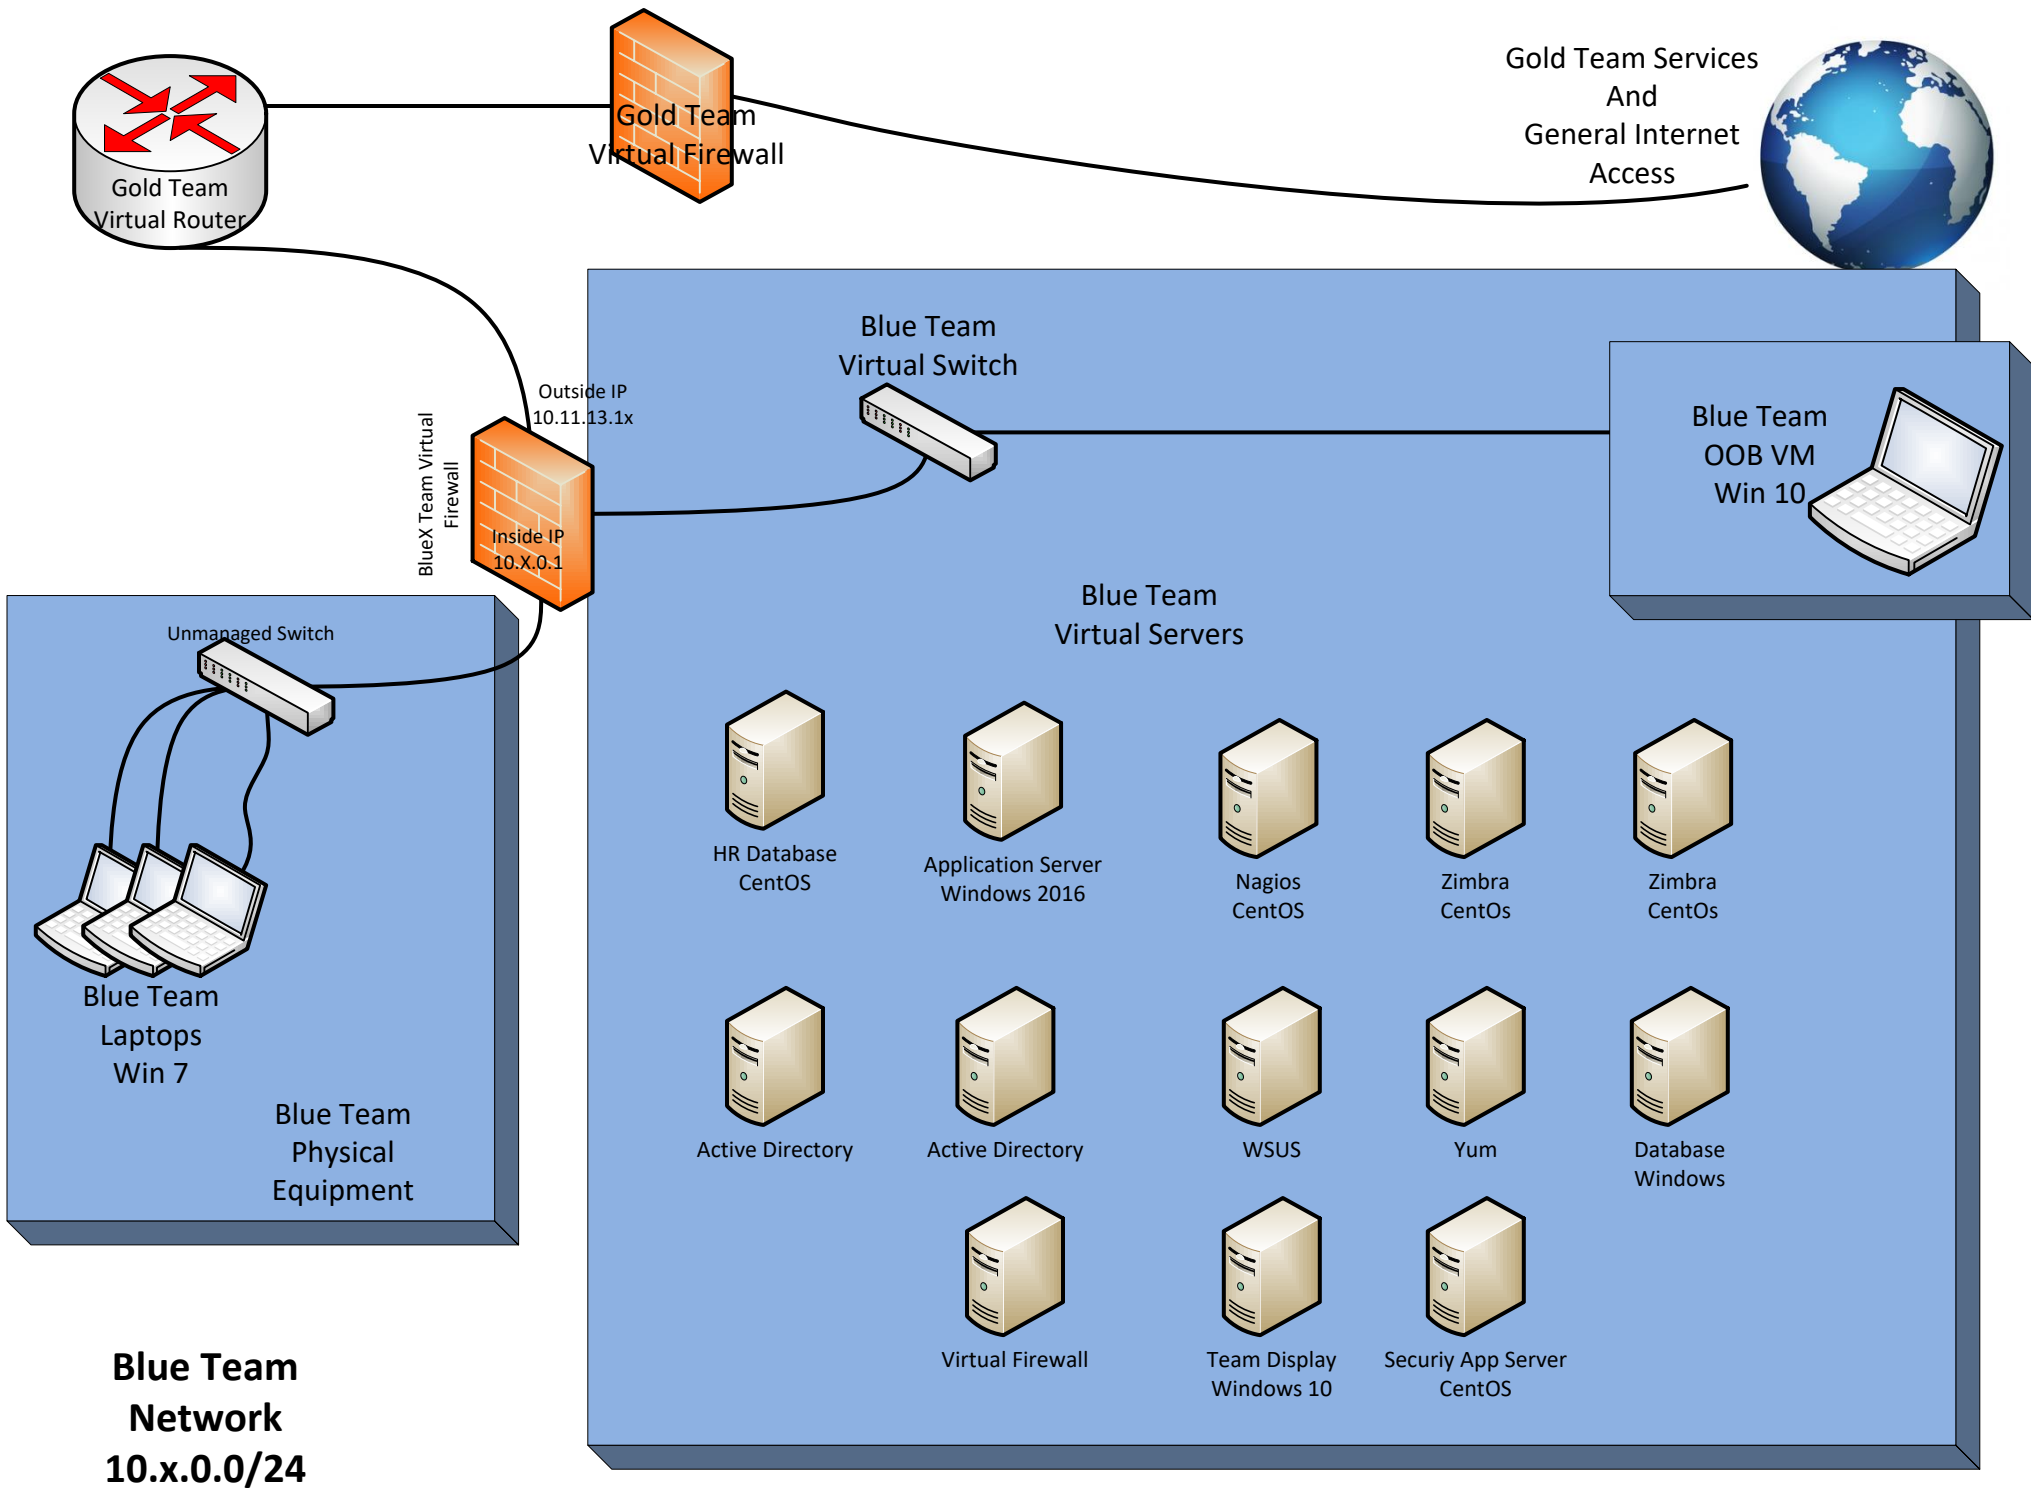 Gold Team
Virtual Router
Gold Team
Virtual Firewall
Gold Team Services
And
General Internet
Access
Blue Team
Virtual Switch
Outside IP
10.11.13.1x
BlueX Team Virtual
Firewall
Inside IP
10.X.0.1
Blue Team
OOB VM
Win 10
Blue Team
Virtual Servers
Unmanaged Switch
Blue Team
Laptops
Win 7
Blue Team
Physical
Equipment
HR Database
CentOS
Application Server
Windows 2016
Nagios
CentOS
Zimbra
CentOs
Zimbra
CentOs
Active Directory
Active Directory
WSUS
Yum
Database
Windows
Virtual Firewall
Team Display
Windows 10
Securiy App Server
CentOS
Blue Team
Network
10.x.0.0/24